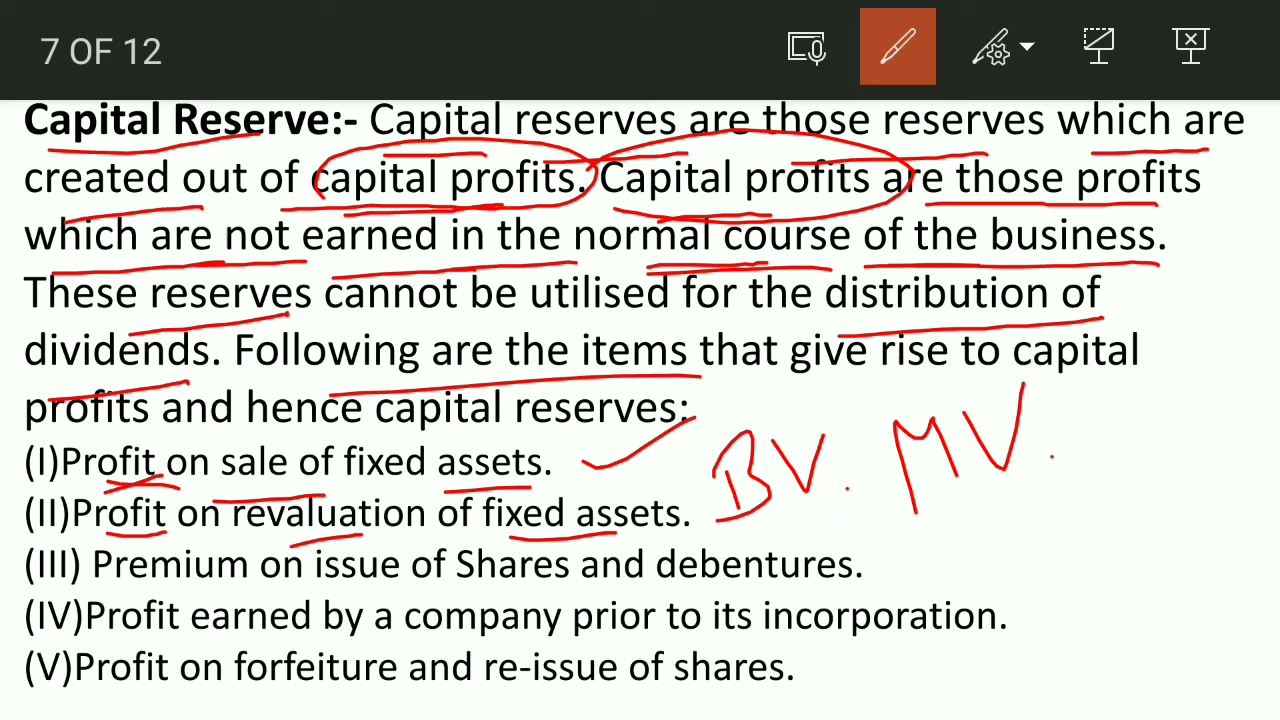 7 OF 12
Capital Reserve:- Capital reserves are those reserves which are
created out of capital profits. Capital profits are those profits
which are not earned in the normal course of the business.
These reserves cannot be utilised for the distribution of
dividends. Following are the items that give rise to capital
profits and hence capital reserves:
(I)Profit on sale of fixed assets.
BV. MV.
(II)Profit on revaluation of fixed assets.
(III) Premium on issue of Shares and debentures.
(IV)Profit earned by a company prior to its incorporation.
(V)Profit on forfeiture and re-issue of shares.